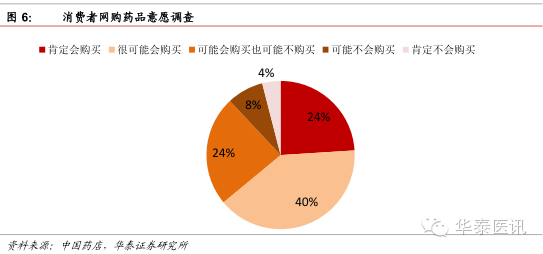 图 6: 消费者网购药品意愿调查
肯定会购买 很可能会购买 可能会购买也可能不购买 可能不会购买 肯定不会购买
4%
8%
24%
24%
40%
华泰医讯
资料来源：中国药店，华泰证券研究所